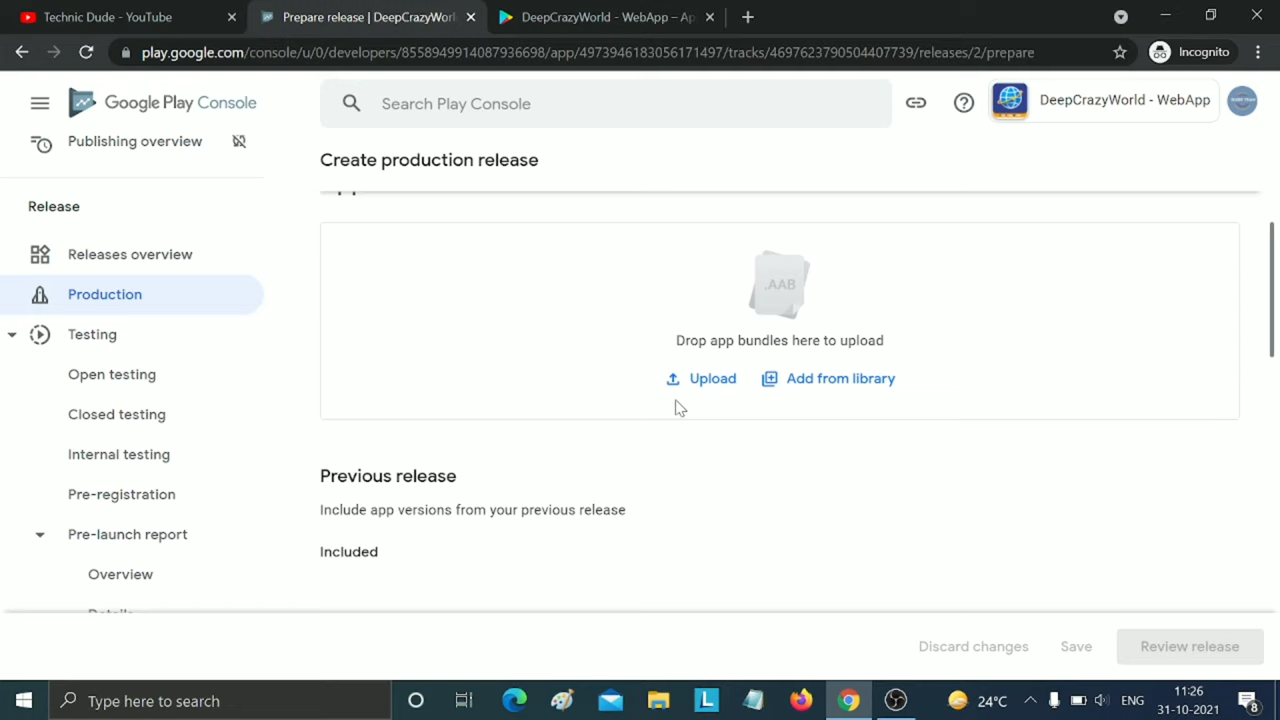 Technic Dude - YouTube
Prepare release | DeepCrazyWorl
DeepCrazyWorld - WebApp – Ap
play.google.com/console/u/0/developers/8558949914087936698/app/4973946183056171497/tracks/4697623790504407739/releases/2/prepare
Incognito
Google Play Console
Search Play Console
DeepCrazyWorld - WebApp
Publishing overview
Create production release
Release
Releases overview
Production
Testing
Open testing
Closed testing
Internal testing
Pre-registration
Pre-launch report
Overview
Details
.AAB
Drop app bundles here to upload
Upload
Add from library
Previous release
Include app versions from your previous release
Included
Discard changes
Save
Review release
Type here to search
L
24°C
ENG
11:26
31-10-2021
8